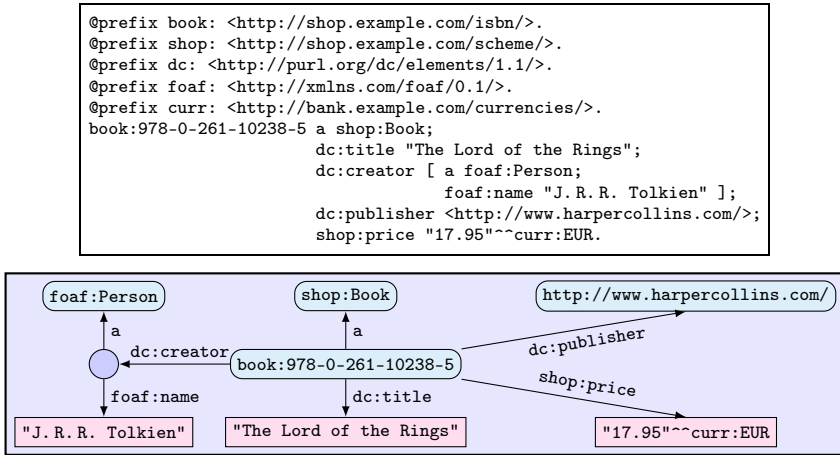 @prefix book: <http://shop.example.com/isbn/>.
@prefix shop: <http://shop.example.com/scheme/>.
@prefix dc: <http://purl.org/dc/elements/1.1/>.
@prefix foaf: <http://xmlns.com/foaf/0.1/>.
@prefix curr: <http://bank.example.com/currencies/>.
book:978-0-261-10238-5 a shop:Book;
dc:title "The Lord of the Rings";
dc:creator [ a foaf:Person;
foaf:name "J. R. R. Tolkien" ];
dc:publisher <http://www.harpercollins.com/>;
shop:price "17.95"^^curr:EUR.
foaf:Person shop:Book http://www.harpercollins.com/
a a dc:publisher
dc:creator book:978-0-261-10238-5
shop:price
foaf:name dc:title
"J. R. R. Tolkien" "The Lord of the Rings" "17.95"^^curr:EUR